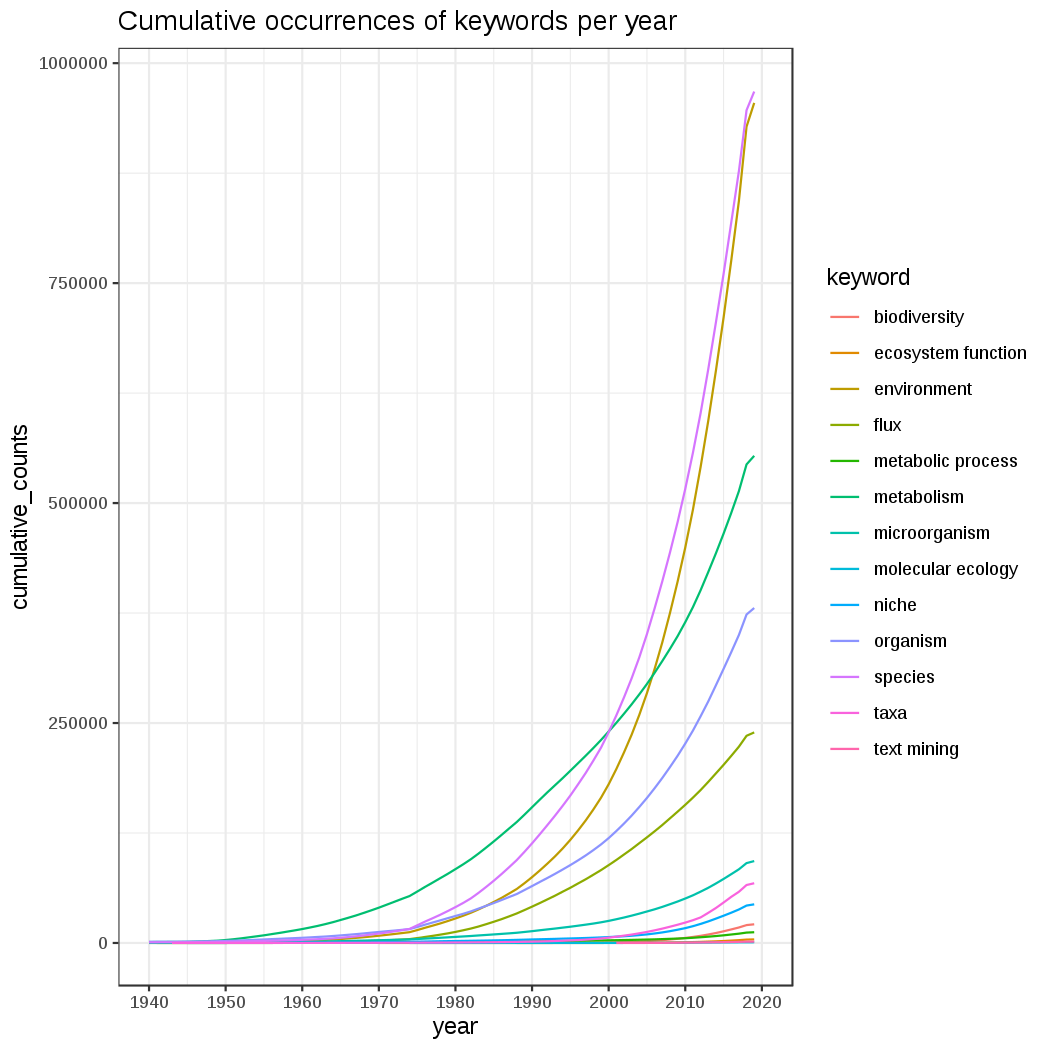 Cumulative occurrences of keywords per year
1000000
750000
500000
250000
0
cumulative_counts
1940 1950 1960 1970 1980 1990 2000 2010 2020
year
keyword
biodiversity
ecosystem function
environment
flux
metabolic process
metabolism
microorganism
molecular ecology
niche
organism
species
taxa
text mining